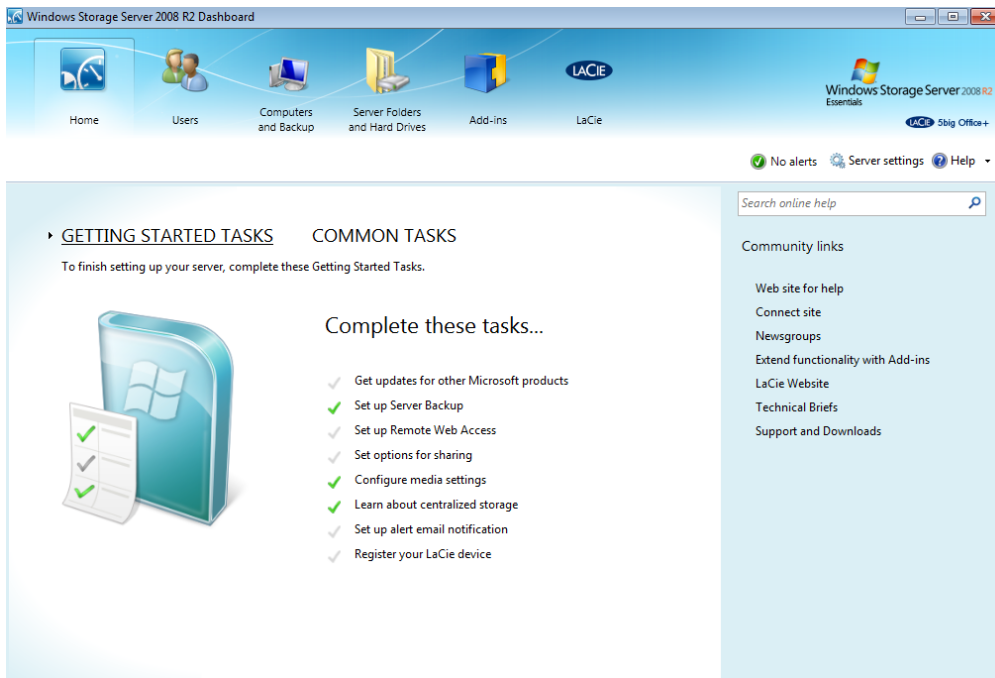 Windows Storage Server 2008 R2 Dashboard
Home
Users
Computers
and Backup
Server Folders
and Hard Drives
Add-ins
LACIE
LaCie
Windows Storage Server 2008 R2
Essentials
LACIE 5big Office+
No alerts
Server settings
Help
Search online help
GETTING STARTED TASKS
COMMON TASKS
To finish setting up your server, complete these Getting Started Tasks.
Complete these tasks...
Get updates for other Microsoft products
Set up Server Backup
Set up Remote Web Access
Set options for sharing
Configure media settings
Learn about centralized storage
Set up alert email notification
Register your LaCie device
Community links
Web site for help
Connect site
Newsgroups
Extend functionality with Add-ins
LaCie Website
Technical Briefs
Support and Downloads